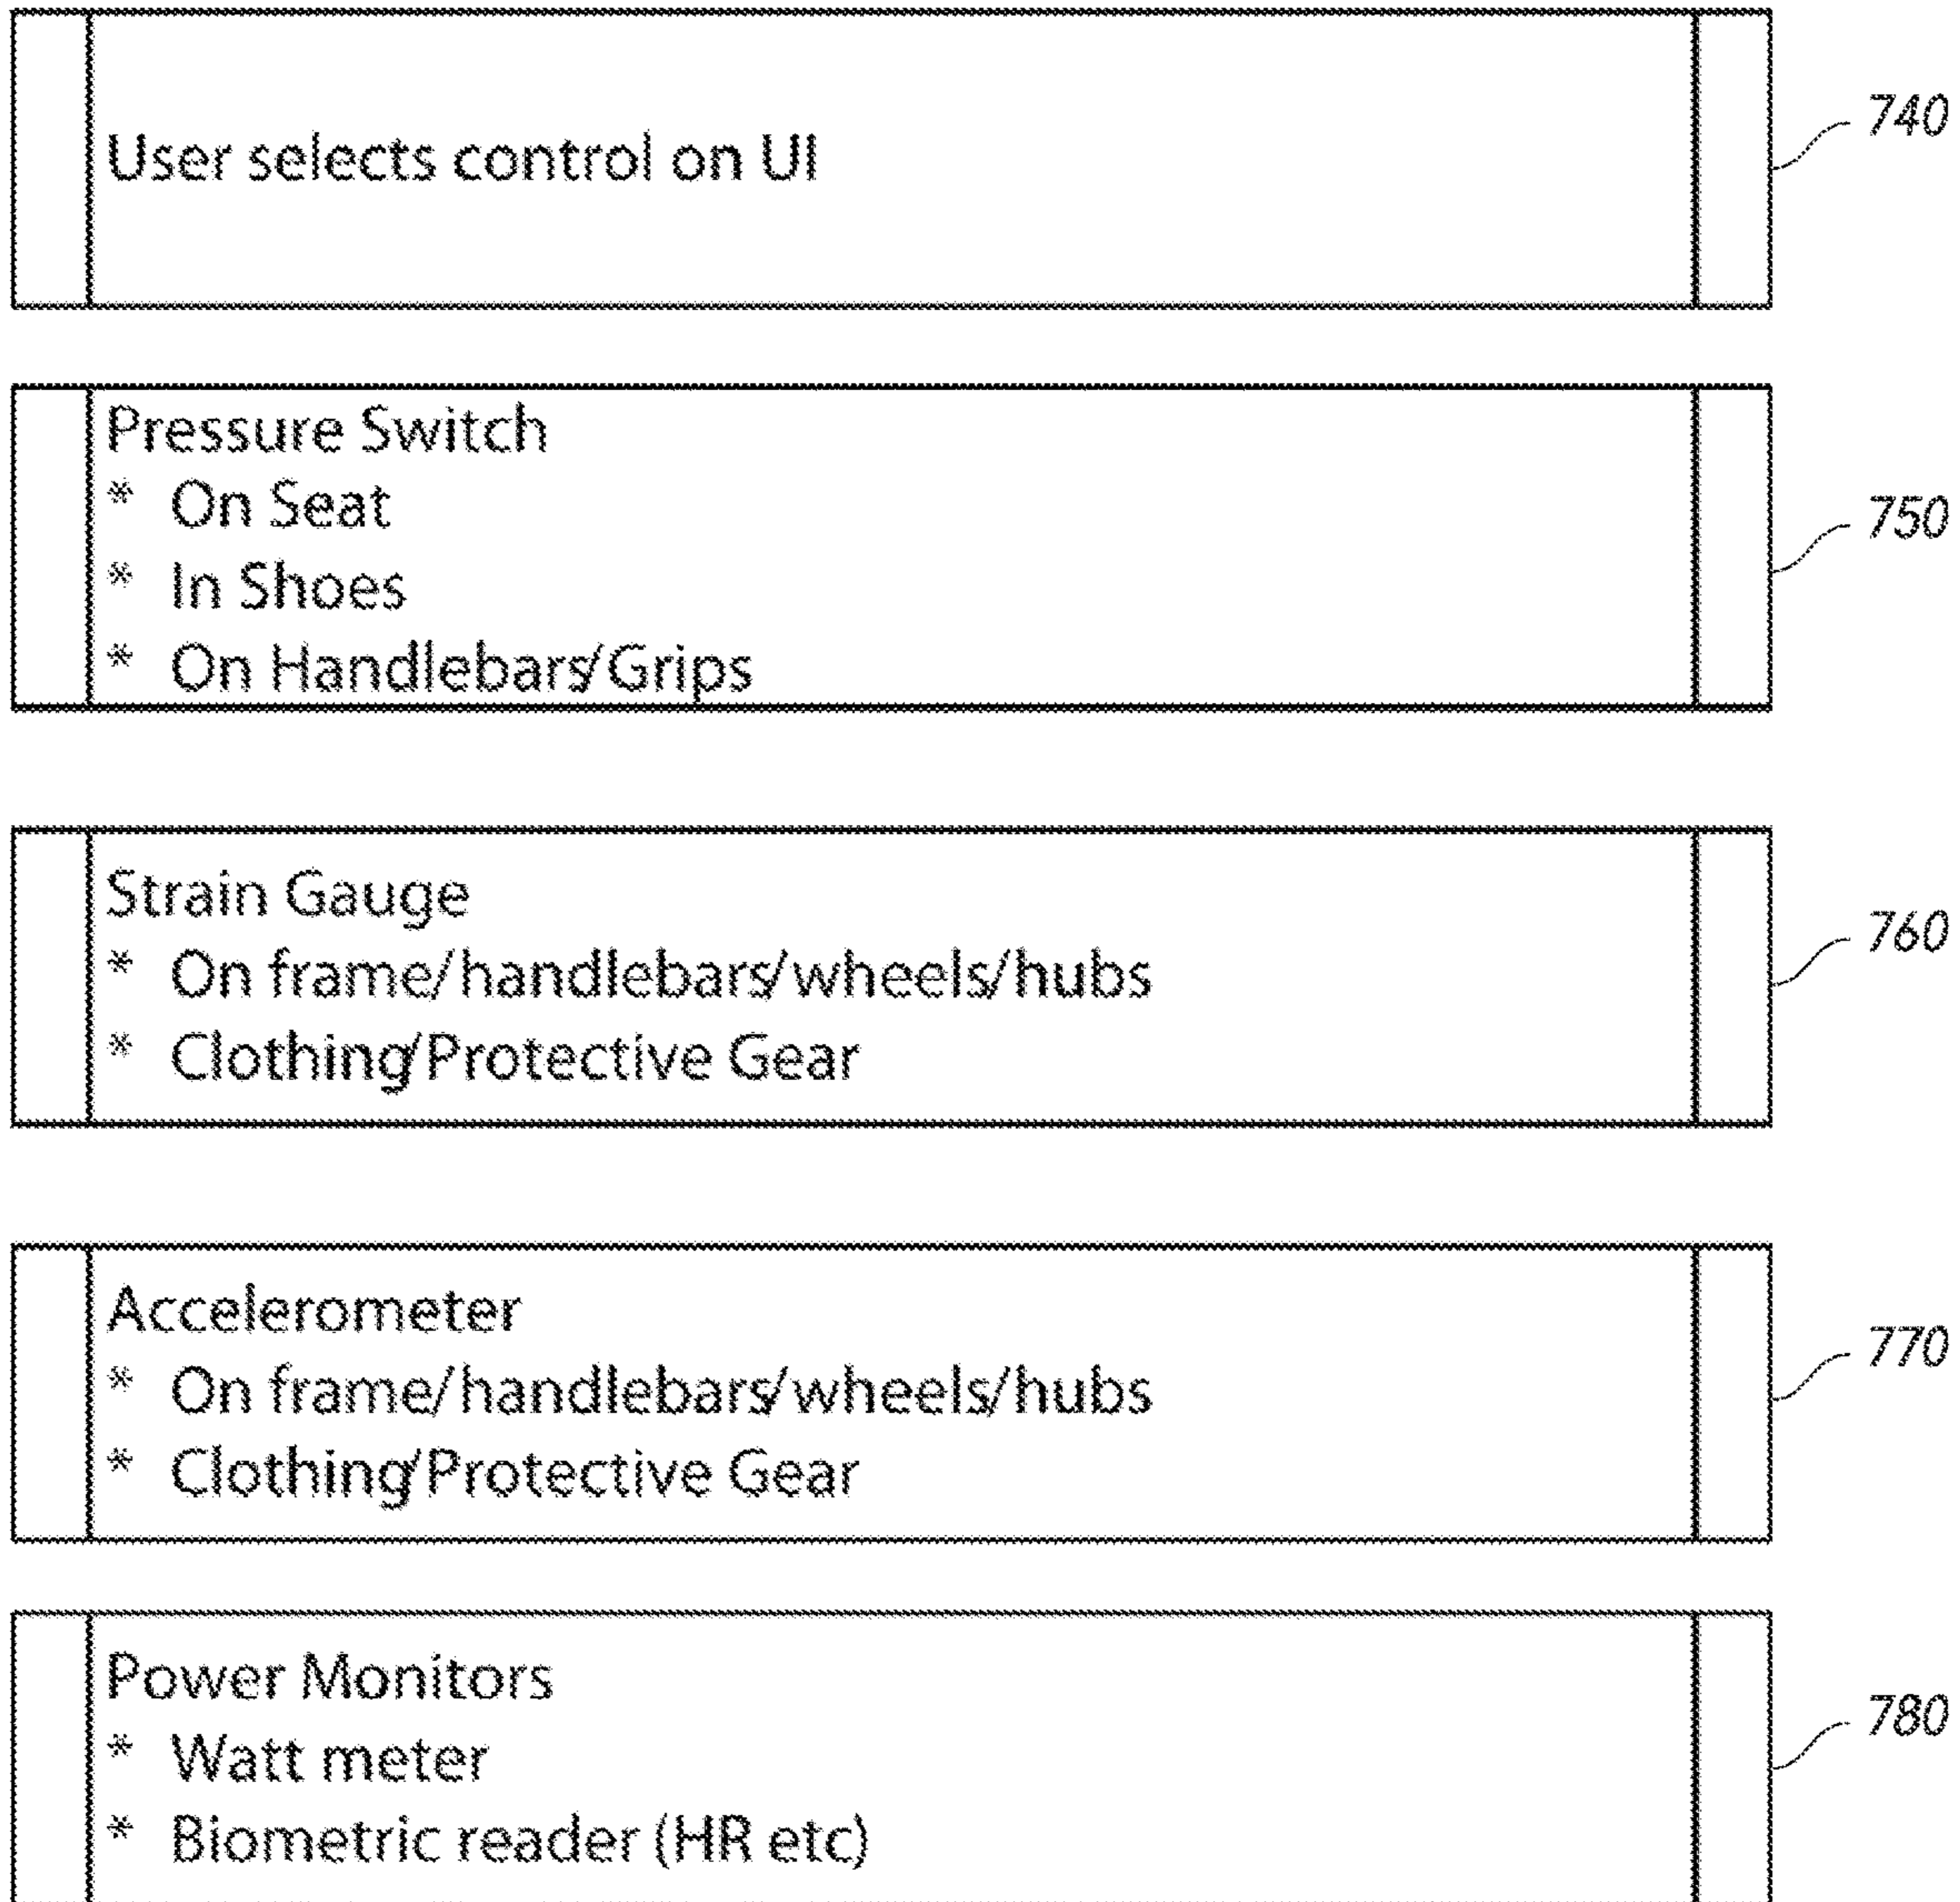 User selects control on UI
740
Pressure Switch
* On Seat
* In Shoes
* On Handlebars/Grips
750
Strain Gauge
* On frame/handlebars/wheels/hubs
* Clothing/Protective Gear
760
Accelerometer
* On frame/handlebars/wheels/hubs
* Clothing/Protective Gear
770
Power Monitors
* Watt meter
* Biometric reader (HR etc)
780